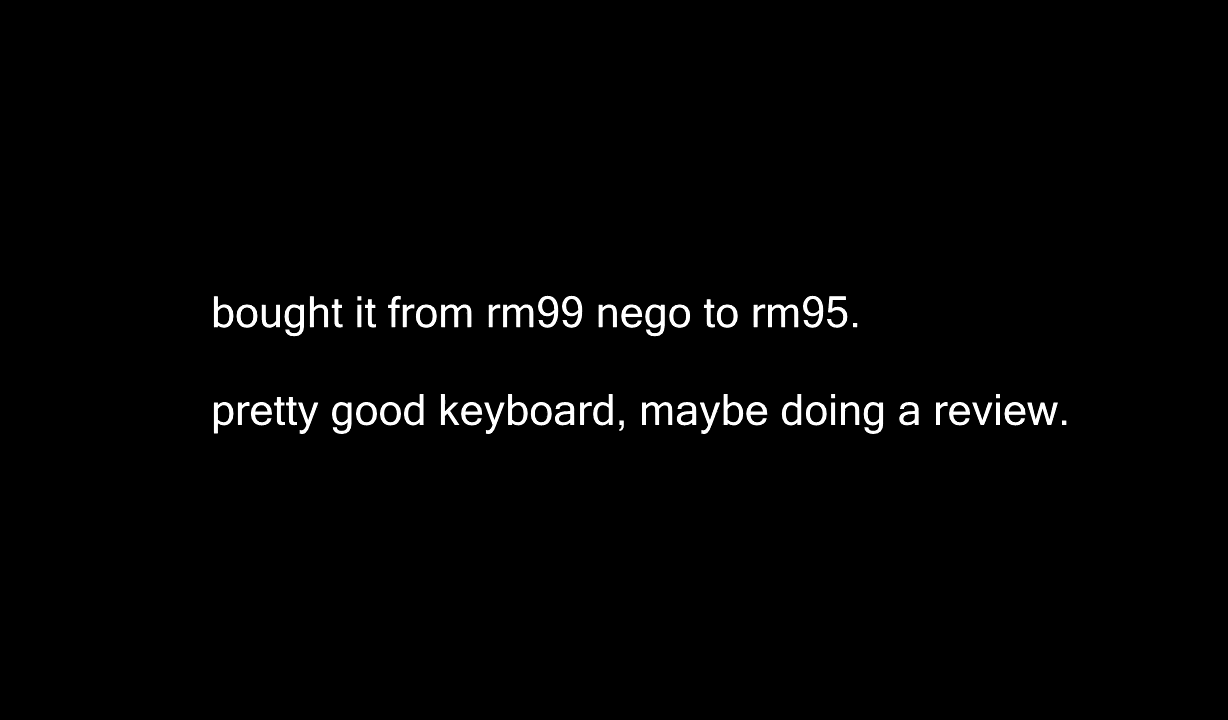 bought it from rm99 nego to rm95.
pretty good keyboard, maybe doing a review.